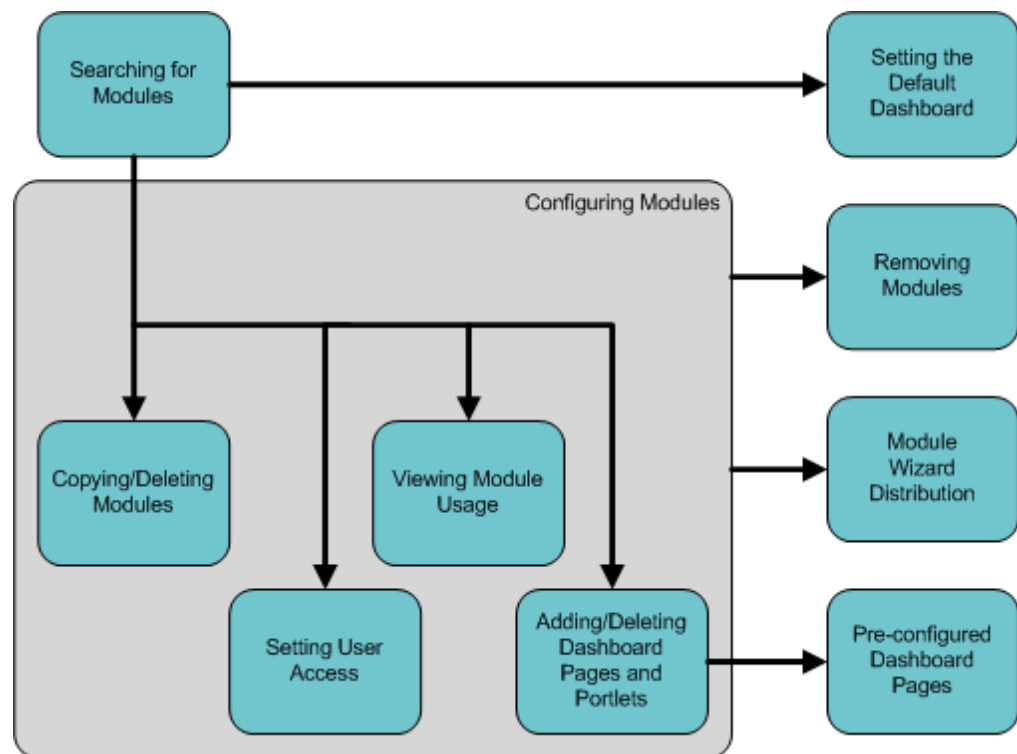 Searching for
Modules
Setting the
Default
Dashboard
Configuring Modules
Removing
Modules
Copying/Deleting
Modules
Viewing Module
Usage
Module
Wizard
Distribution
Setting User
Access
Adding/Deleting
Dashboard
Pages and
Portlets
Pre-configured
Dashboard
Pages